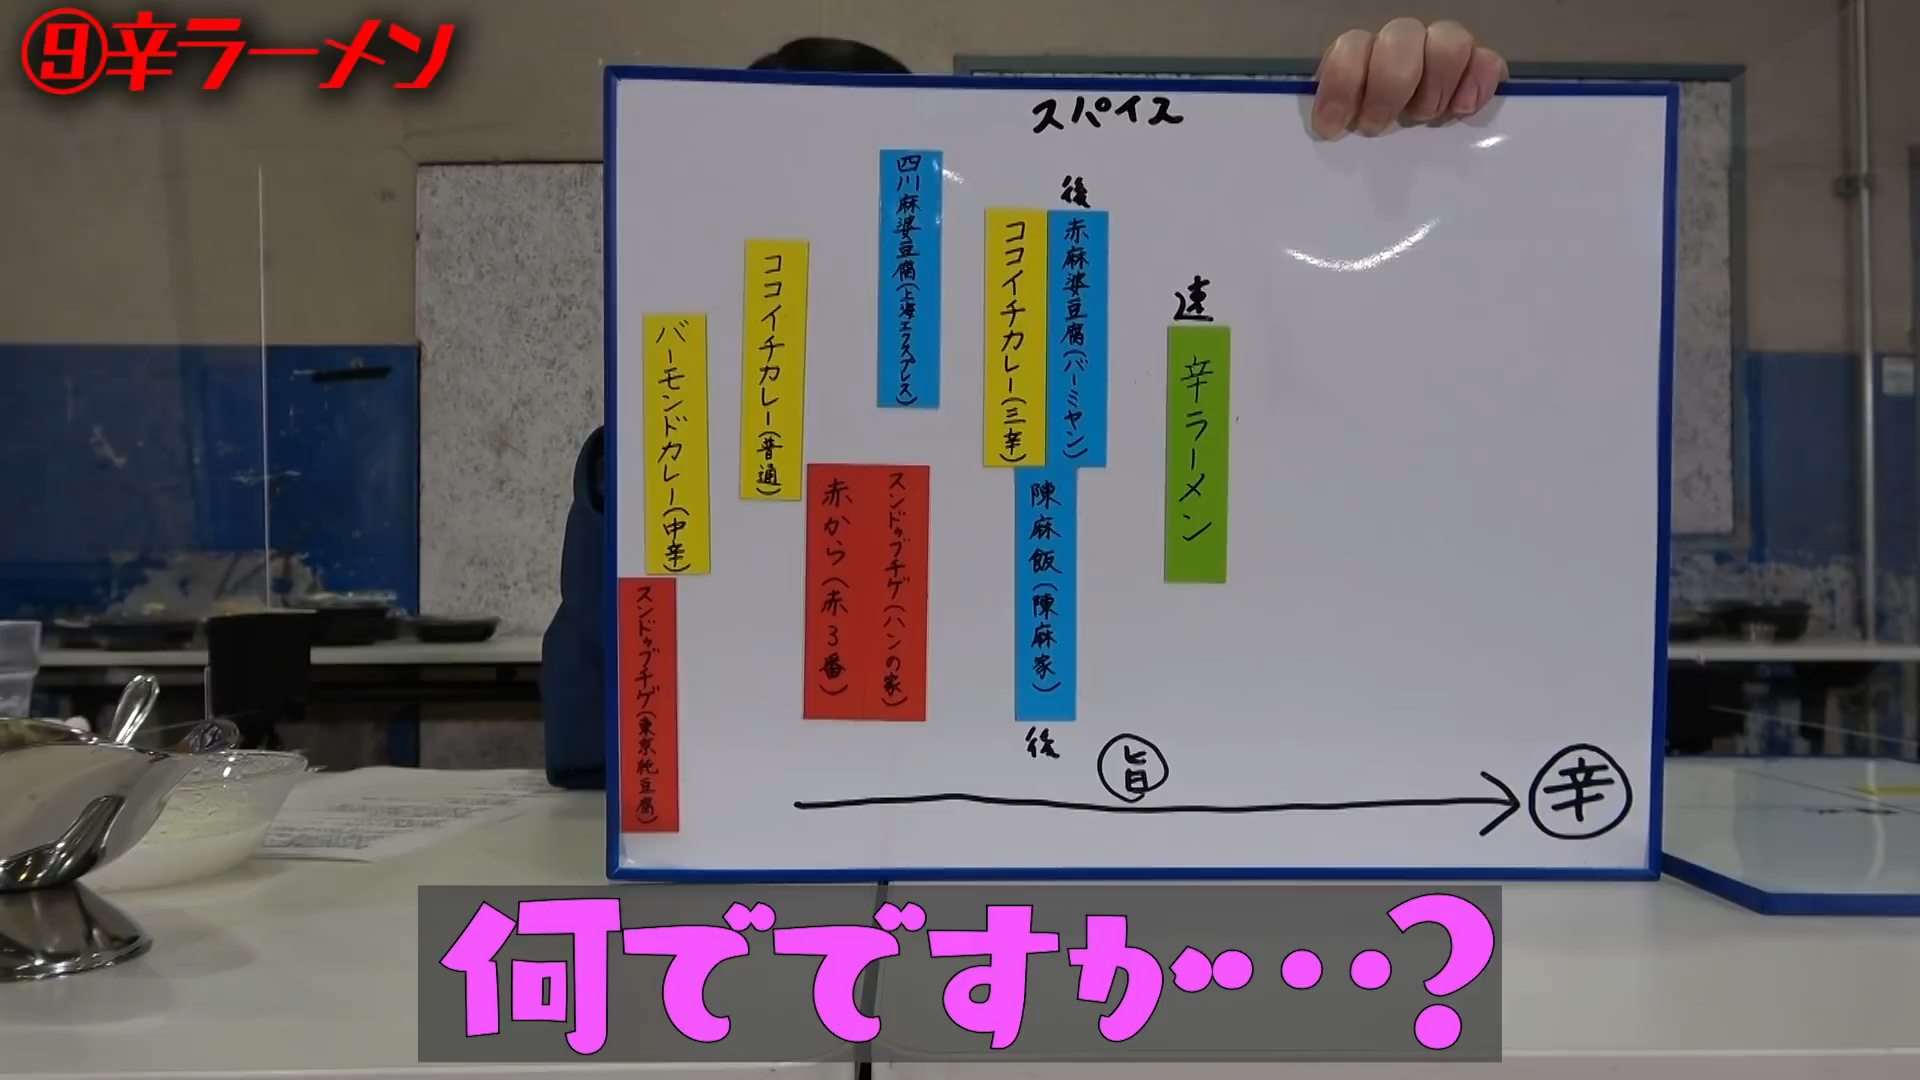 ⑨辛ラーメン
スパイス
四川麻婆豆腐(上海エクスプレス)
後
ココイチカレー(三辛)
赤麻婆豆腐(バーミヤン)
ココイチカレー(普通)
速
バーモンドカレー(中辛)
辛ラーメン
赤から(赤3番)
スンドゥブチゲ(ハンの家)
陳麻飯(陳麻家)
スンドゥブチゲ(東京純豆腐)
後
旨
辛
何でですか…?